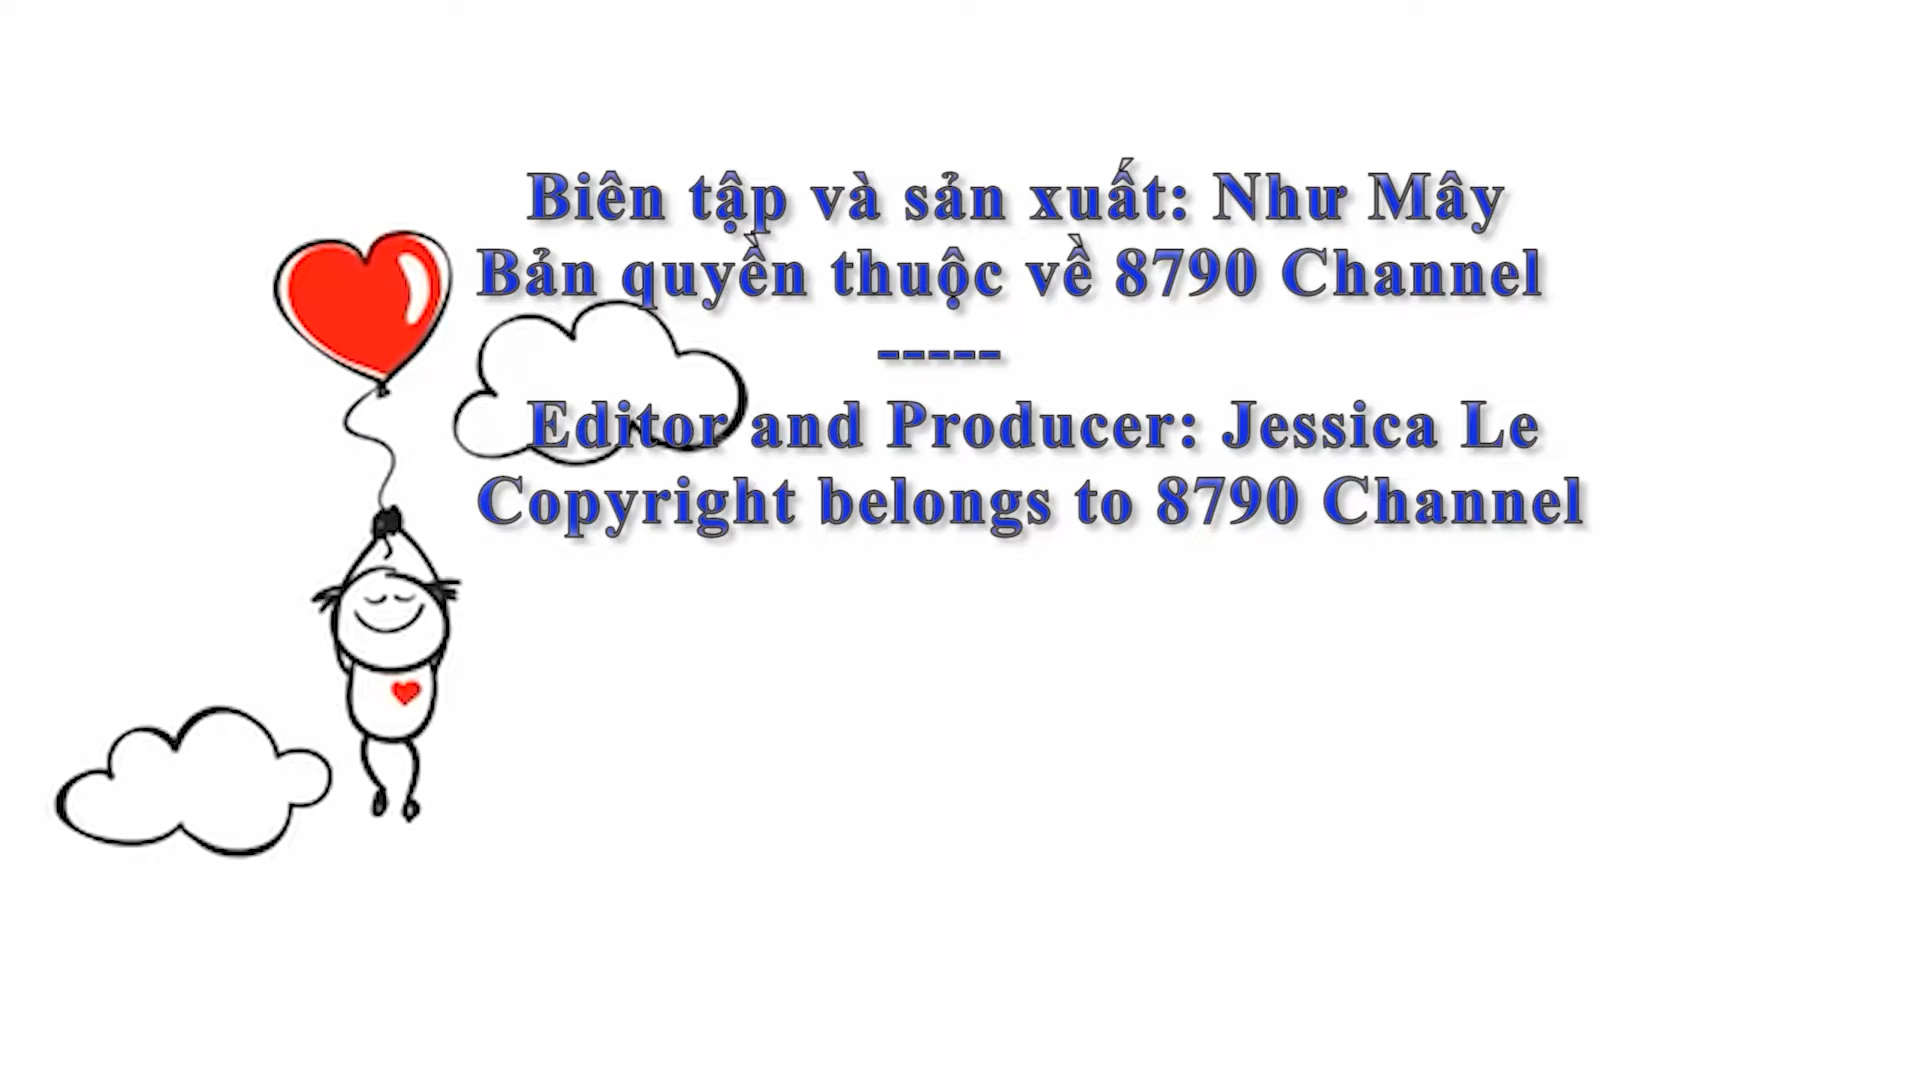 Biên tập và sản xuất: Như Mây
Bản quyền thuộc về 8790 Channel
-----
Editor and Producer: Jessica Le
Copyright belongs to 8790 Channel